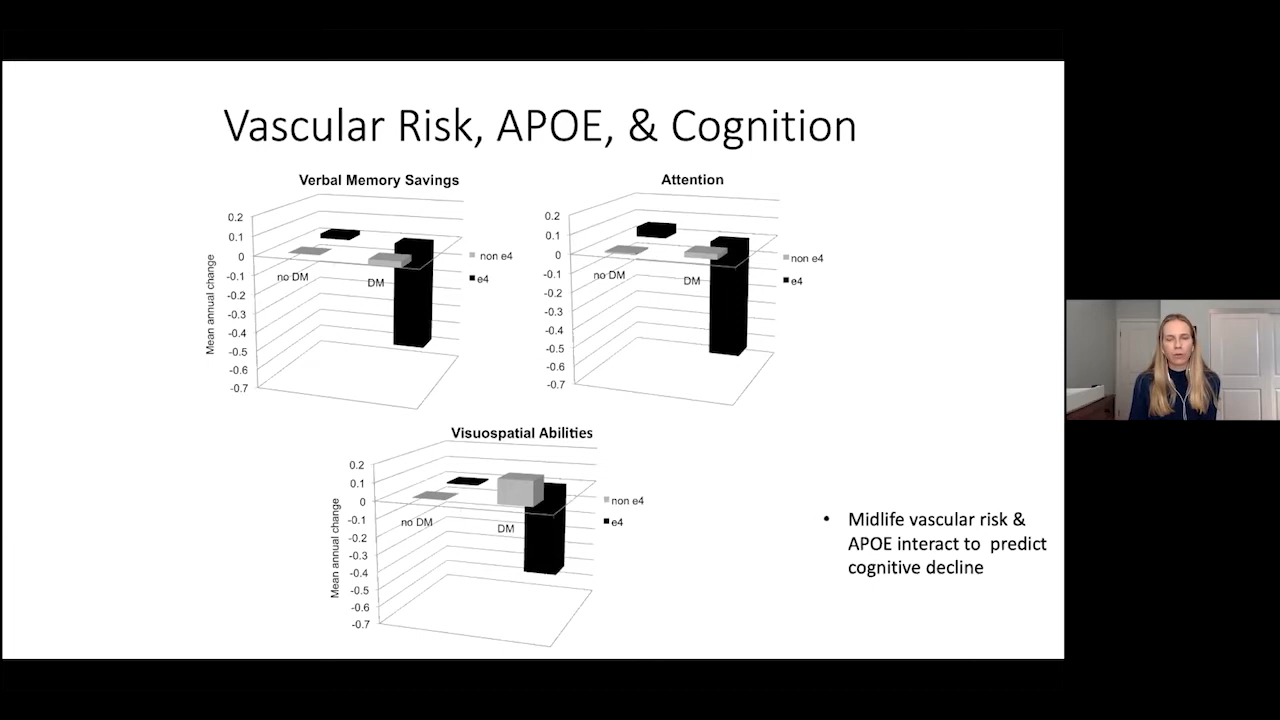 Vascular Risk, APOE, & Cognition
Verbal Memory Savings
Mean annual change
0.2
0.1
0
-0.1
-0.2
-0.3
-0.4
-0.5
-0.6
-0.7
no DM
DM
non e4
e4
Attention
0.2
0.1
0
-0.1
-0.2
-0.3
-0.4
-0.5
-0.6
-0.7
no DM
DM
non e4
e4
Visuospatial Abilities
Mean annual change
0.2
0.1
0
-0.1
-0.2
-0.3
-0.4
-0.5
-0.6
-0.7
no DM
DM
non e4
e4
• Midlife vascular risk &
APOE interact to predict
cognitive decline